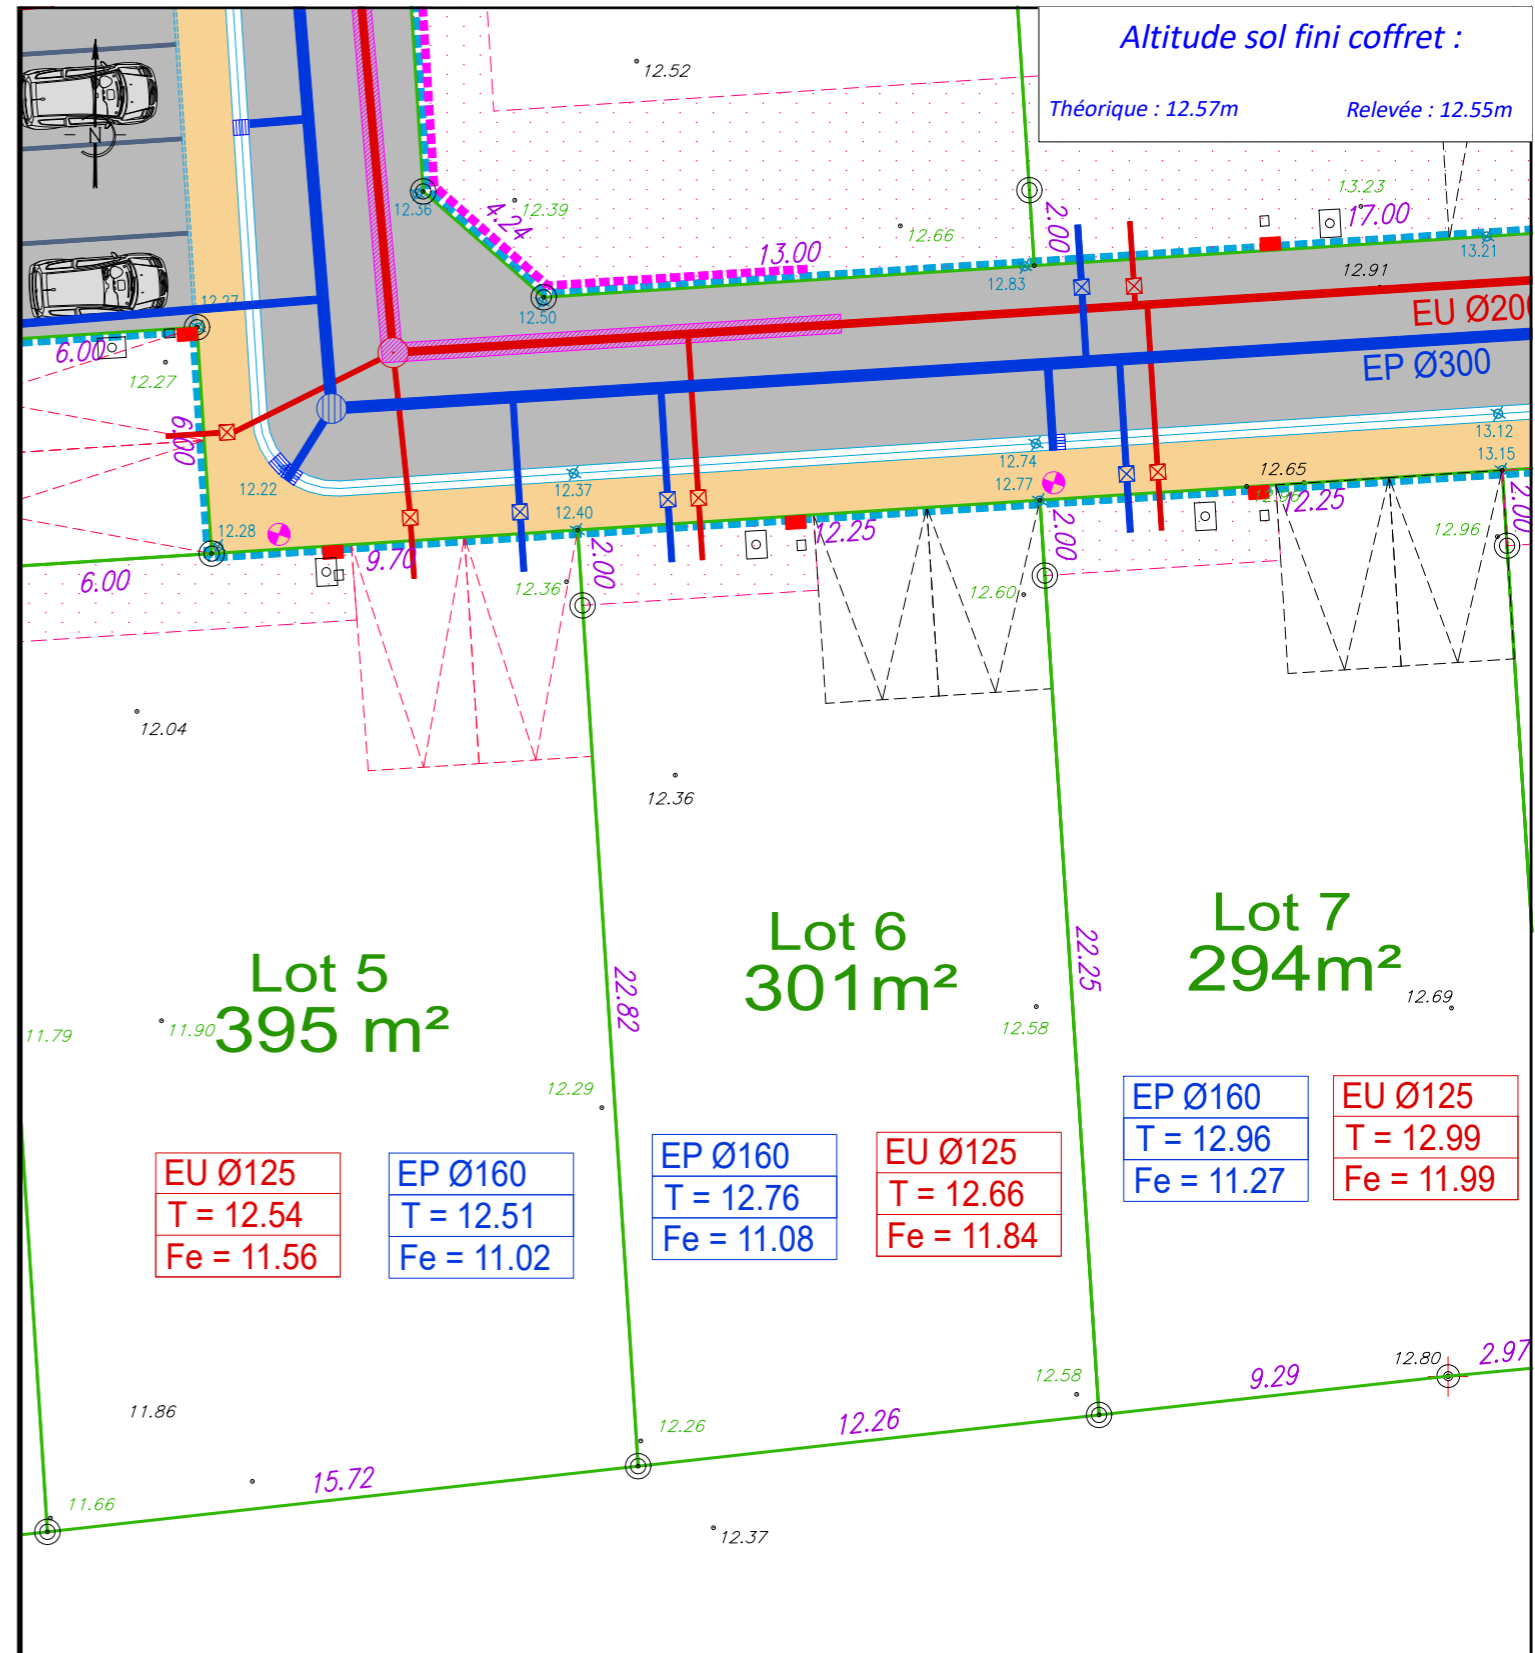 Altitude sol fini coffret :
Théorique : 12.57m
Relevée : 12.55m
12.52
N
12.36
4.24
12.39
12.66
13.00
2.00
13.23
17.00
13.21
12.83
12.91
12.50
EU Ø200
EP Ø300
12.27
6.00
12.27
6.00
12.22
12.28
12.37
12.40
12.74
12.77
12.65
12.96
12.25
13.12
13.15
2.00
12.96
6.00
9.70
12.25
2.00
2.00
12.36
12.60
12.04
12.36
Lot 5
395 m²
Lot 6
301m²
Lot 7
294m²
22.82
22.25
11.79
11.90
12.58
12.69
12.29
EU Ø125
T = 12.54
Fe = 11.56
EP Ø160
T = 12.51
Fe = 11.02
EP Ø160
T = 12.76
Fe = 11.08
EU Ø125
T = 12.66
Fe = 11.84
EP Ø160
T = 12.96
Fe = 11.27
EU Ø125
T = 12.99
Fe = 11.99
12.58
12.80
2.97
9.29
11.86
12.26
12.26
15.72
11.66
12.37